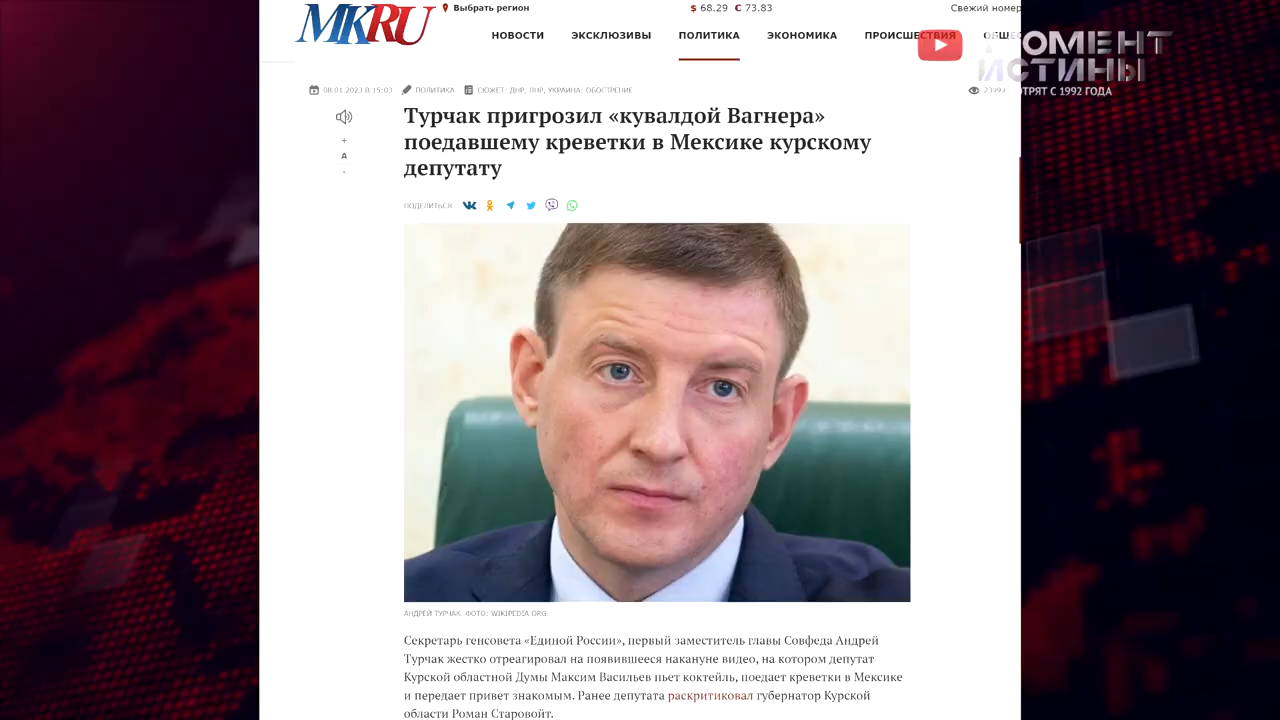 MKRU
Выбрать регион
$ 68.29 € 73.83
Свежий номер
НОВОСТИ ЭКСКЛЮЗИВЫ ПОЛИТИКА ЭКОНОМИКА ПРОИСШЕСТВИЯ ОБЩЕС
МОМЕНТ
ИСТИНЫ
ОТРЯТ С 1992 ГОДА
08.01.2023 В 15:03 ПОЛИТИКА СЮЖЕТ: ДНР, ЛНР, УКРАИНА: ОБОСТРЕНИЕ 23992
Турчак пригрозил «кувалдой Вагнера»
поедавшему креветки в Мексике курскому
депутату
+
А
-
ПОДЕЛИТЬСЯ
АНДРЕЙ ТУРЧАК. ФОТО: WIKIPEDIA.ORG.
Секретарь генсовета «Единой России», первый заместитель главы Совфеда Андрей
Турчак жестко отреагировал на появившееся накануне видео, на котором депутат
Курской областной Думы Максим Васильев пьет коктейль, поедает креветки в Мексике
и передает привет знакомым. Ранее депутата раскритиковал губернатор Курской
области Роман Старовойт.